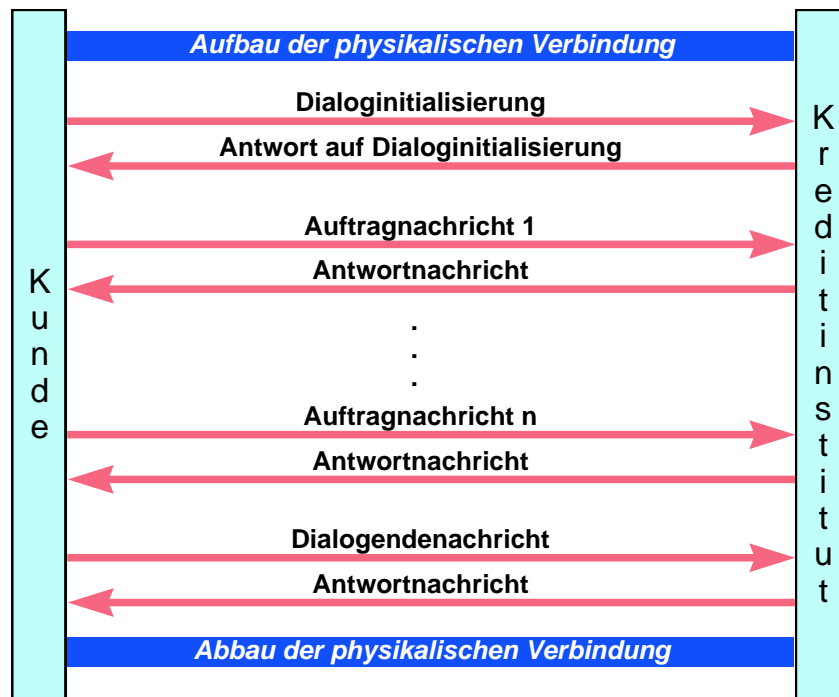 Aufbau der physikalischen Verbindung
Dialoginitialisierung
Antwort auf Dialoginitialisierung
Auftragnachricht 1
Antwortnachricht
.
.
.
Auftragnachricht n
Antwortnachricht
Dialogendenachricht
Antwortnachricht
Abbau der physikalischen Verbindung
Kunde
Kreditinstitut